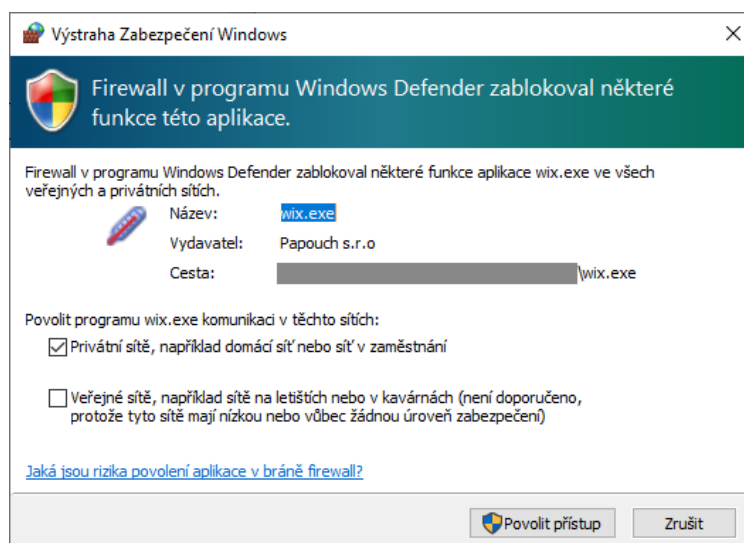 Výstraha Zabezpečení Windows
Firewall v programu Windows Defender zablokoval některé
funkce této aplikace.
Firewall v programu Windows Defender zablokoval některé funkce aplikace wix.exe ve všech
veřejných a privátních sítích.
Název: wix.exe
Vydavatel: Papouch s.r.o
Cesta: \wix.exe
Povolit programu wix.exe komunikaci v těchto sítích:
Privátní sítě, například domácí síť nebo síť v zaměstnání
Veřejné sítě, například sítě na letištích nebo v kavárnách (není doporučeno,
protože tyto sítě mají nízkou nebo vůbec žádnou úroveň zabezpečení)
Jaká jsou rizika povolení aplikace v bráně firewall?
Povolit přístup Zrušit